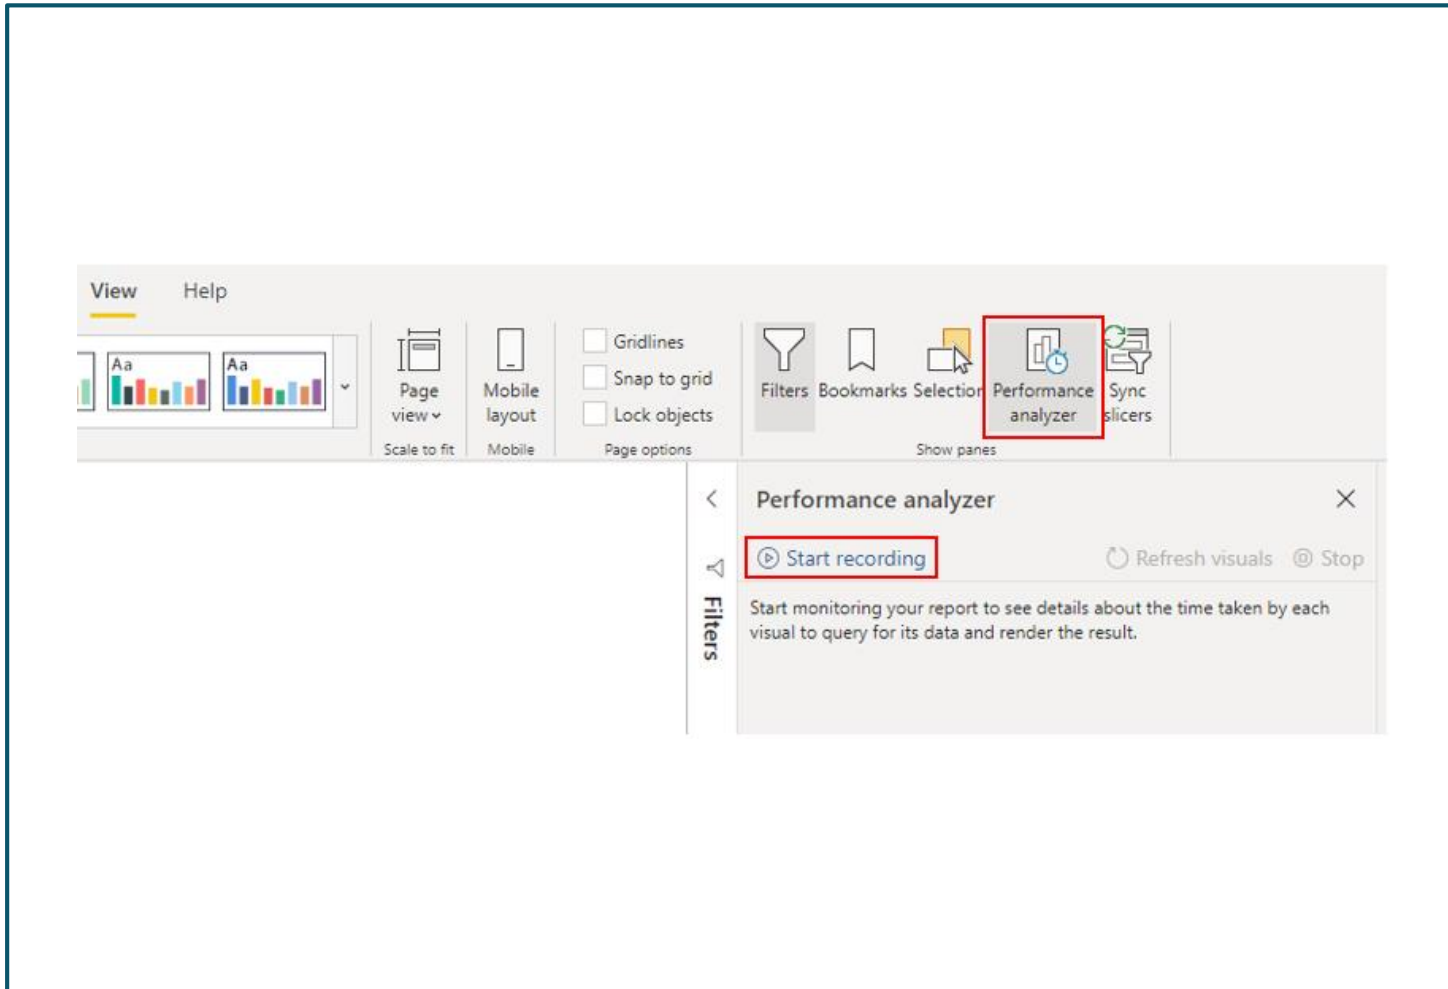 View Help
Aa Aa
Page view
Mobile layout
Gridlines
Snap to grid
Lock objects
Filters
Bookmarks
Selection
Performance analyzer
Sync slicers
Scale to fit
Mobile
Page options
Show panes
Performance analyzer
Start recording
Refresh visuals
Stop
Filters
Start monitoring your report to see details about the time taken by each
visual to query for its data and render the result.